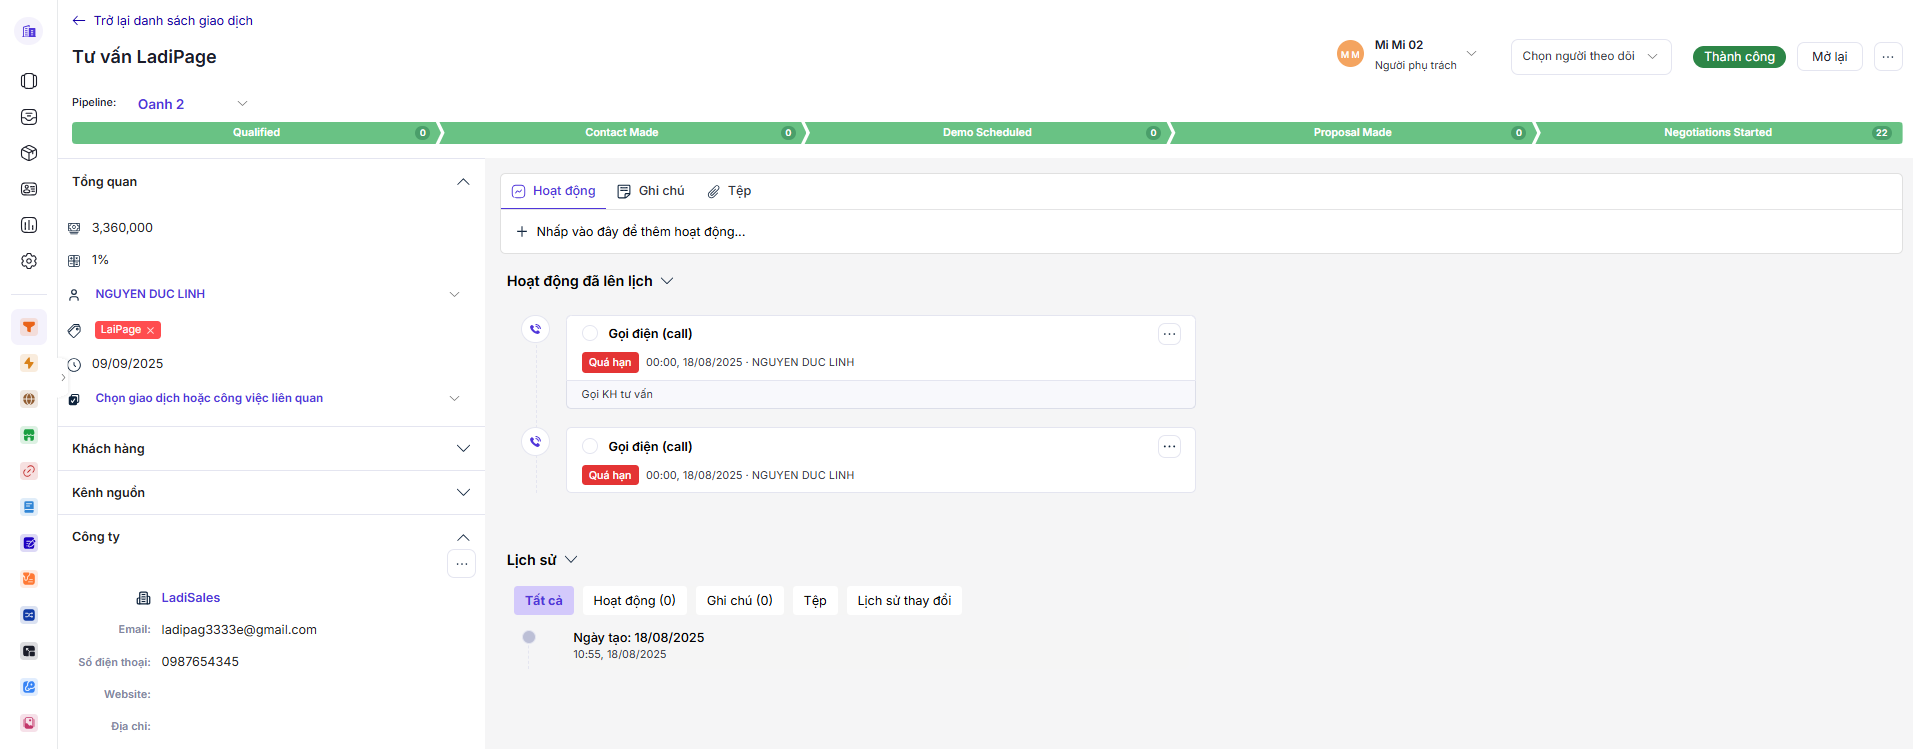 Trở lại danh sách giao dịch
Tư vấn LadiPage
MM
Mi Mi 02
Người phụ trách
Chọn người theo dõi
Thành công
Mở lại
Pipeline:
Oanh 2
Qualified 0
Contact Made 0
Demo Scheduled 0
Proposal Made 0
Negotiations Started 22
Tổng quan
3,360,000
1%
NGUYEN DUC LINH
LaiPage
09/09/2025
Chọn giao dịch hoặc công việc liên quan
Khách hàng
Kênh nguồn
Công ty
LadiSales
Email: ladipag3333e@gmail.com
Số điện thoại: 0987654345
Website:
Địa chỉ:
Hoạt động
Ghi chú
Tệp
Nhấp vào đây để thêm hoạt động...
Hoạt động đã lên lịch
Gọi điện (call)
Quá hạn 00:00, 18/08/2025 · NGUYEN DUC LINH
Gọi KH tư vấn
Gọi điện (call)
Quá hạn 00:00, 18/08/2025 · NGUYEN DUC LINH
Lịch sử
Tất cả
Hoạt động (0)
Ghi chú (0)
Tệp
Lịch sử thay đổi
Ngày tạo: 18/08/2025
10:55, 18/08/2025